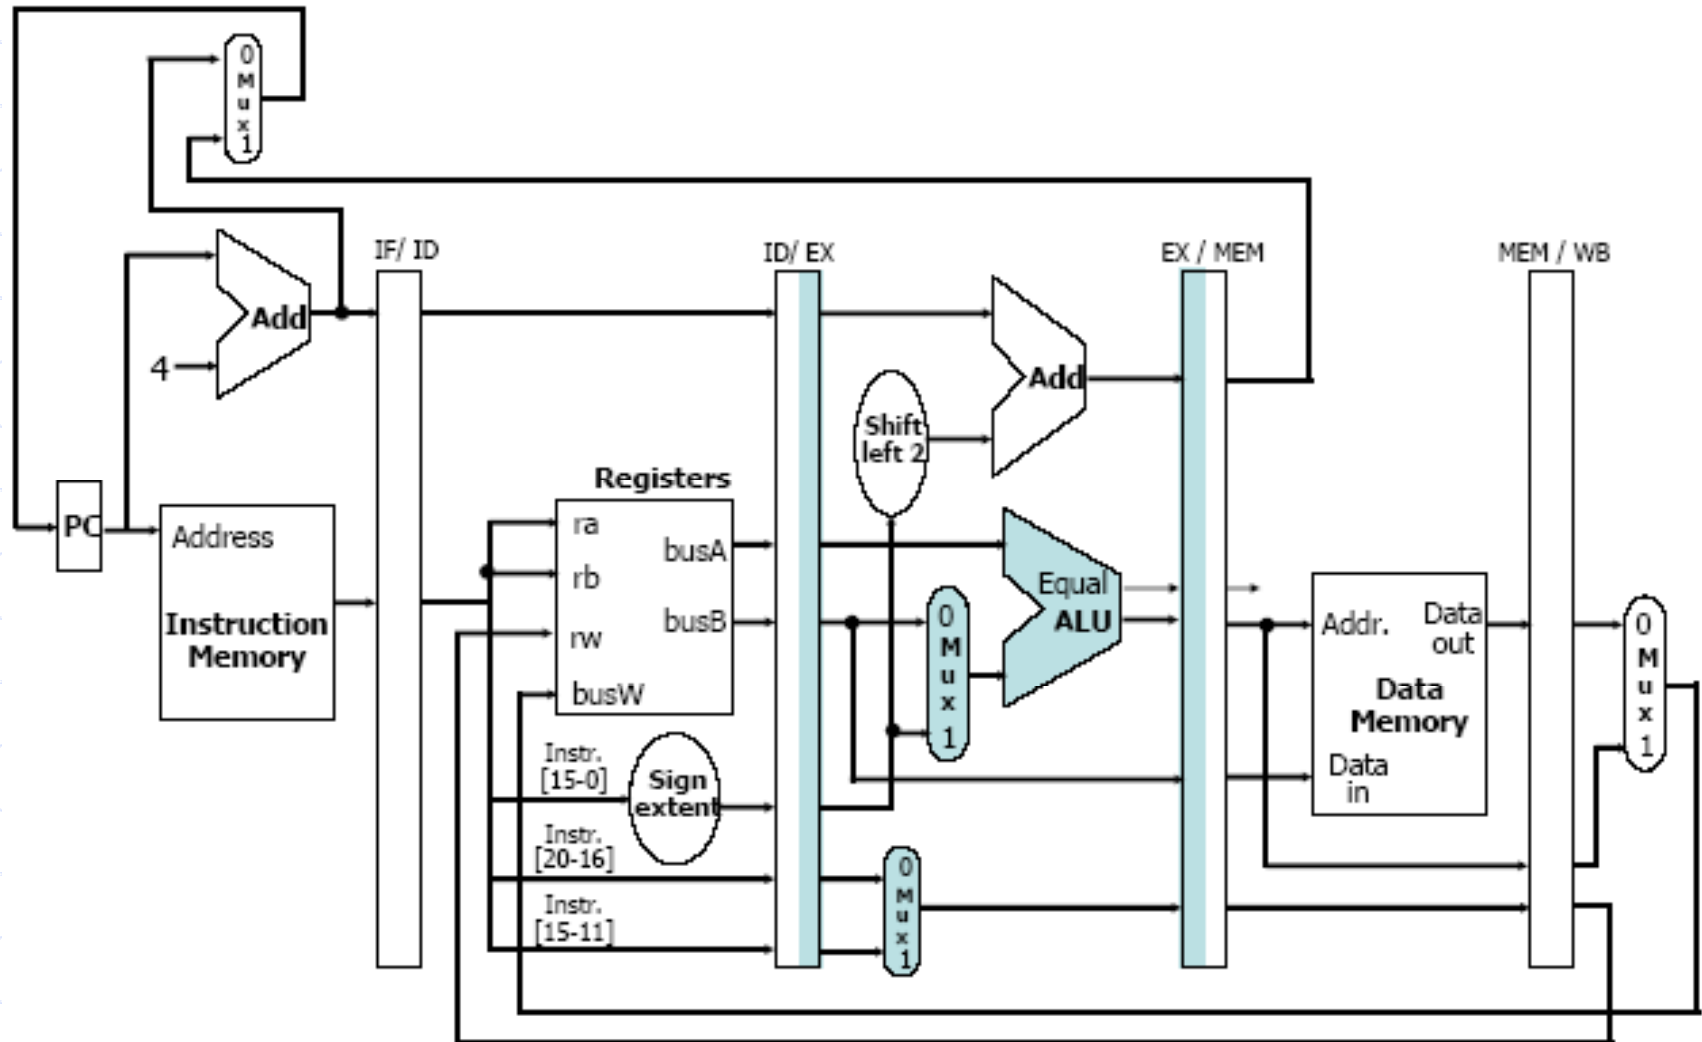 0
M
u
x
1
IF/ ID
ID/ EX
EX / MEM
MEM / WB
Add
4
Add
Shift
left 2
Registers
PC
Address
Instruction
Memory
ra
rb
rw
busW
busA
busB
Equal
ALU
0
M
u
x
1
Addr.
Data
out
Data
Memory
Data
in
0
M
u
x
1
Instr.
[15-0]
Sign
extent
Instr.
[20-16]
Instr.
[15-11]
0
M
u
x
1